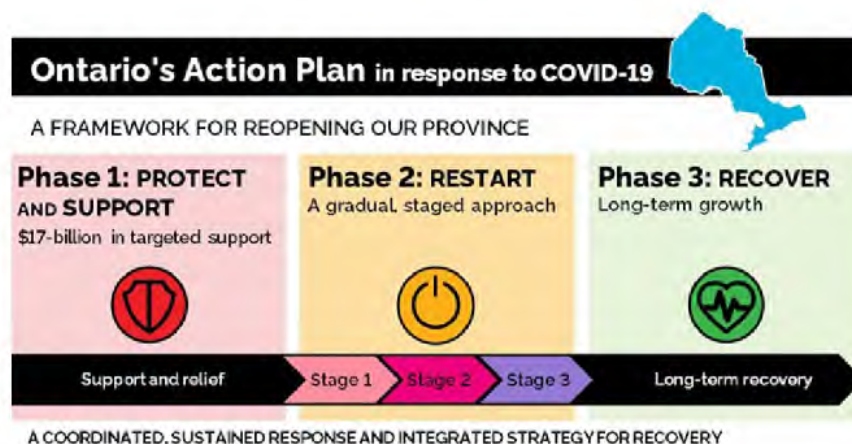 Ontario's Action Plan in response to COVID-19
A FRAMEWORK FOR REOPENING OUR PROVINCE
Phase 1: PROTECT
AND SUPPORT
$17-billion in targeted support
Phase 2: RESTART
A gradual, staged approach
Phase 3: RECOVER
Long-term growth
Support and relief
Stage 1
Stage 2
Stage 3
Long-term recovery
A COORDINATED, SUSTAINED RESPONSE AND INTEGRATED STRATEGY FOR RECOVERY